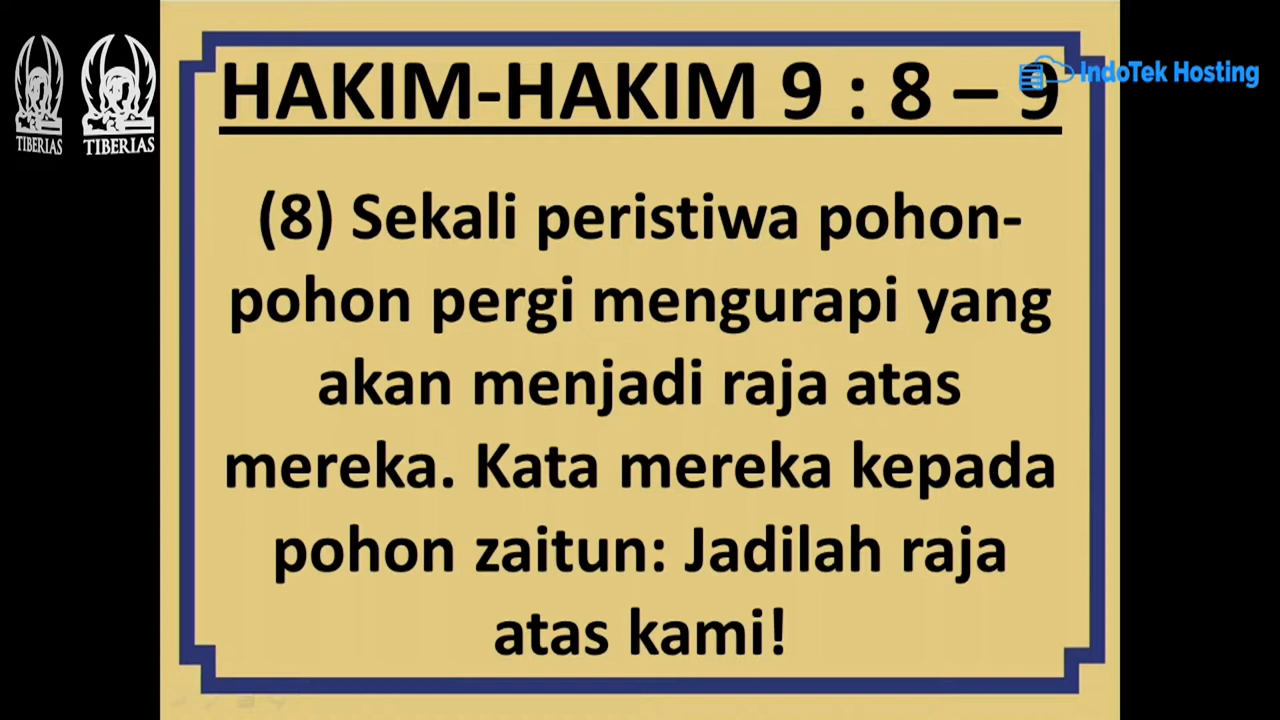 TIBERIAS
TIBERIAS
IndoTek Hosting
HAKIM-HAKIM 9 : 8 – 9
(8) Sekali peristiwa pohon-
pohon pergi mengurapi yang
akan menjadi raja atas
mereka. Kata mereka kepada
pohon zaitun: Jadilah raja
atas kami!